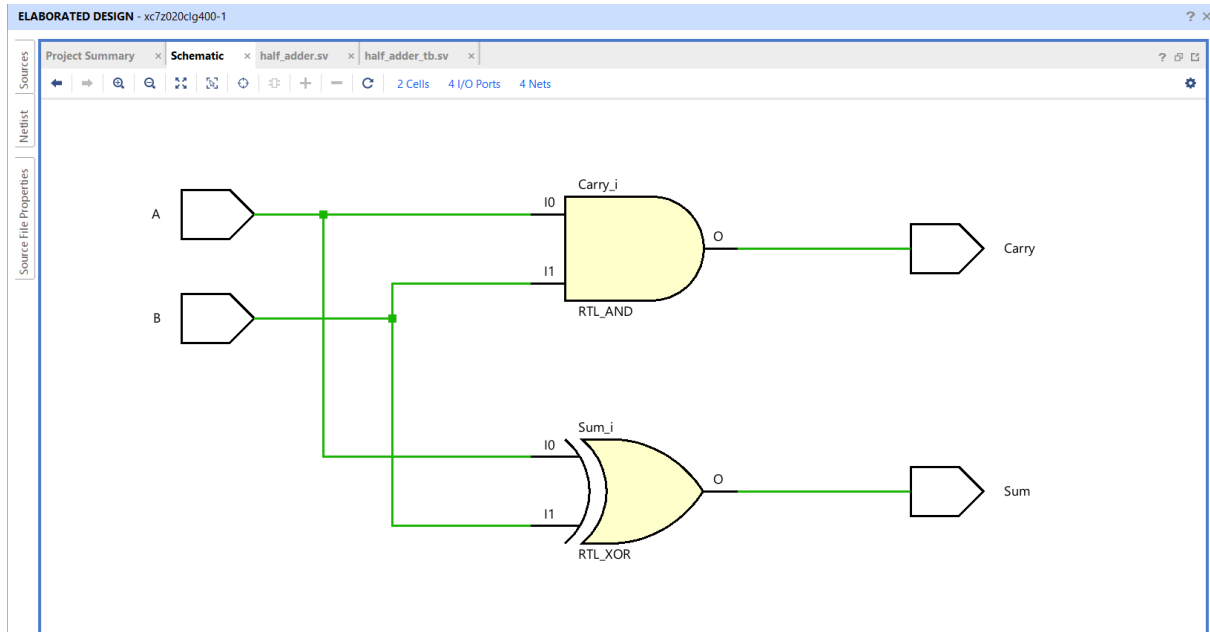 ELABORATED DESIGN - xc7z020clg400-1
? ×
Sources
Netlist
Source File Properties
Project Summary × Schematic × half_adder.sv × half_adder_tb.sv ×
?
2 Cells 4 I/O Ports 4 Nets
Carry_i
I0
A
O
Carry
I1
RTL_AND
B
Sum_i
I0
O
Sum
I1
RTL_XOR